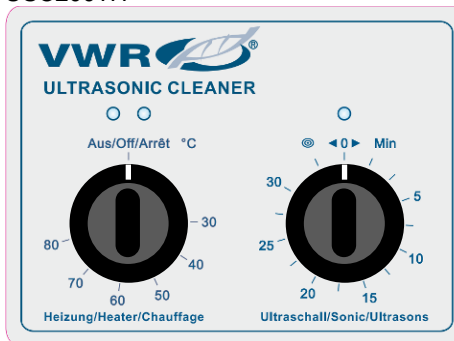 VWR®
ULTRASONIC CLEANER
Aus/Off/Arrêt °C
30
40
50
60
70
80
Heizung/Heater/Chauffage
◄0► Min
5
10
15
20
25
30
Ultraschall/Sonic/Ultrasons